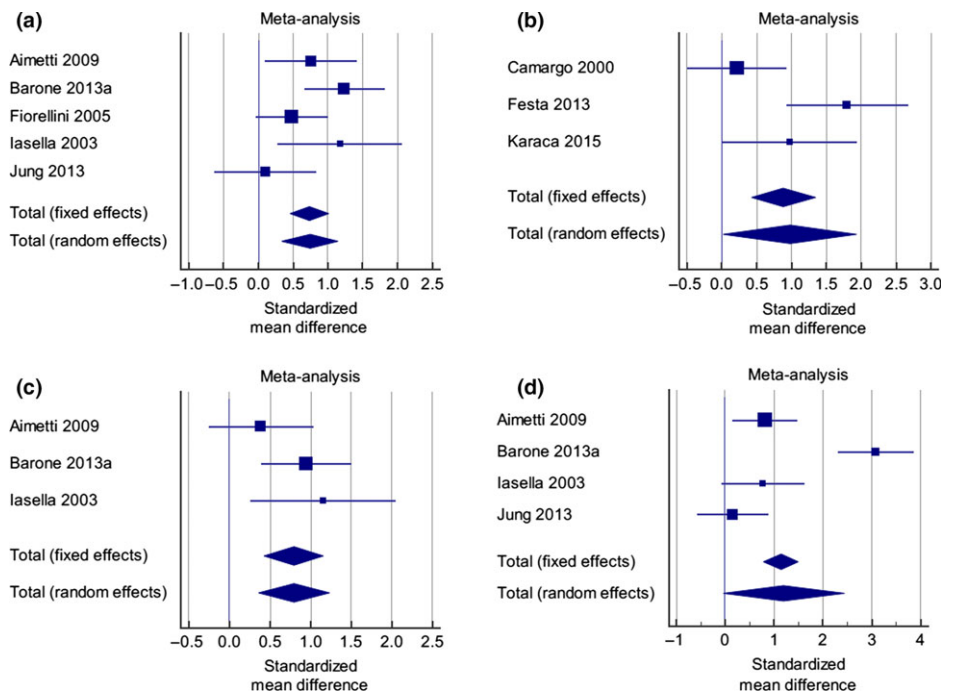 (a)
Meta-analysis
Aimetti 2009
Barone 2013a
Fiorellini 2005
Iasella 2003
Jung 2013
Total (fixed effects)
Total (random effects)
–1.0 –0.5 0.0 0.5 1.0 1.5 2.0 2.5
Standardized
mean difference
(b)
Meta-analysis
Camargo 2000
Festa 2013
Karaca 2015
Total (fixed effects)
Total (random effects)
–0.5 0.0 0.5 1.0 1.5 2.0 2.5 3.0
Standardized
mean difference
(c)
Meta-analysis
Aimetti 2009
Barone 2013a
Iasella 2003
Total (fixed effects)
Total (random effects)
–0.5 0.0 0.5 1.0 1.5 2.0 2.5
Standardized
mean difference
(d)
Meta-analysis
Aimetti 2009
Barone 2013a
Iasella 2003
Jung 2013
Total (fixed effects)
Total (random effects)
–1 0 1 2 3 4
Standardized
mean difference